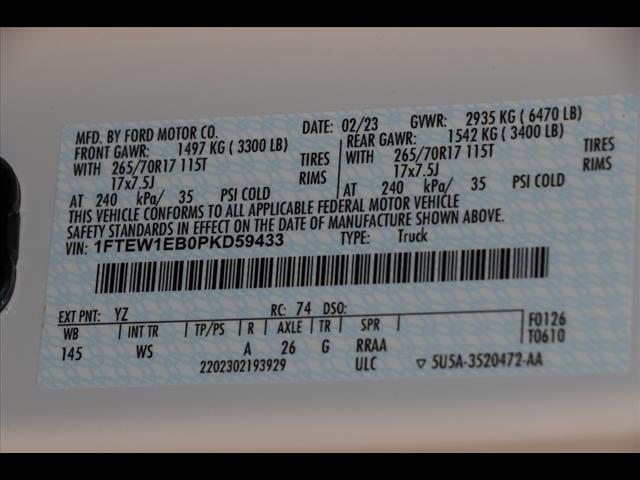 MFD. BY FORD MOTOR CO. DATE: 02/23 GVWR: 2935 KG ( 6470 LB)
FRONT GAWR: 1497 KG ( 3300 LB) REAR GAWR: 1542 KG ( 3400 LB)
WITH 265/70R17 115T TIRES WITH 265/70R17 115T TIRES
17x7.5J RIMS 17x7.5J RIMS
AT 240 kPa/ 35 PSI COLD AT 240 kPa/ 35 PSI COLD
THIS VEHICLE CONFORMS TO ALL APPLICABLE FEDERAL MOTOR VEHICLE
SAFETY STANDARDS IN EFFECT ON THE DATE OF MANUFACTURE SHOWN ABOVE.
VIN: 1FTEW1EB0PKD59433 TYPE: Truck
EXT PNT: YZ RC: 74 DSO:
WB INT TR TP/PS R AXLE TR SPR F0126
145 WS A 26 G RRAA T0610
2202302193929 ULC 5U5A-3520472-AA